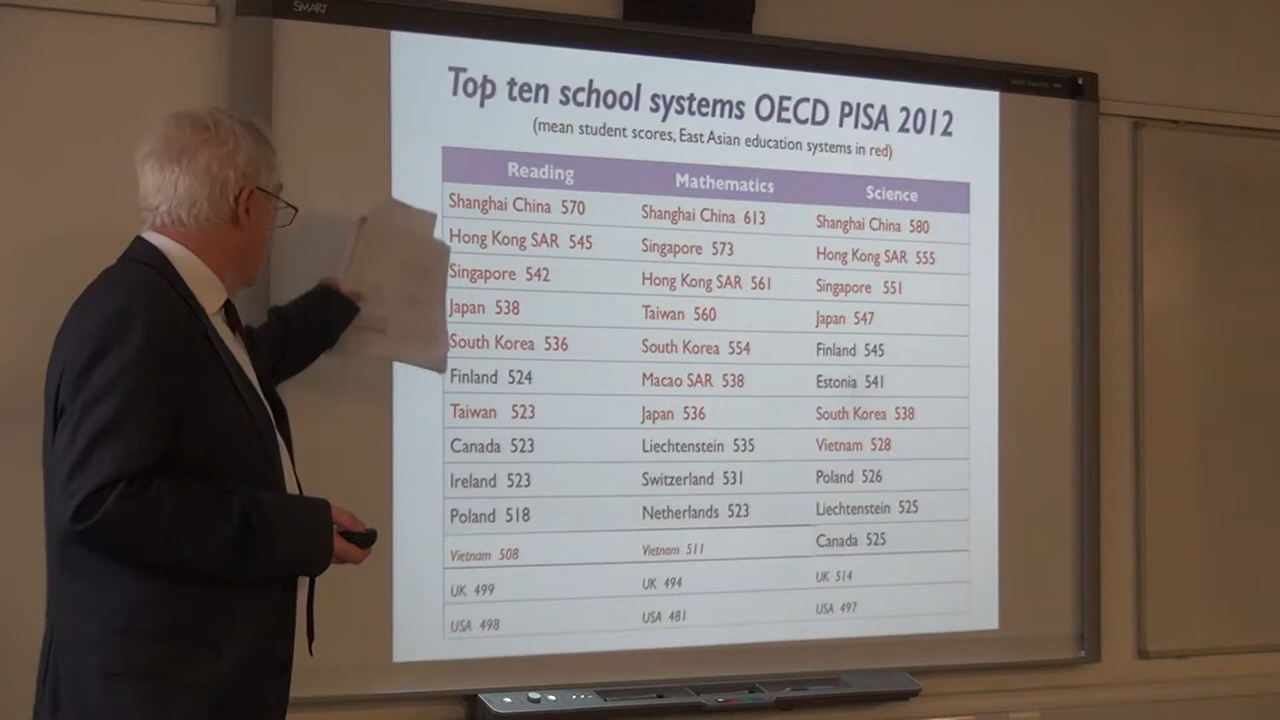 SMART
Top ten school systems OECD PISA 2012
(mean student scores, East Asian education systems in red)
Reading Mathematics Science
Shanghai China 570 Shanghai China 613 Shanghai China 580
Hong Kong SAR 545 Singapore 573 Hong Kong SAR 555
Singapore 542 Hong Kong SAR 561 Singapore 551
Japan 538 Taiwan 560 Japan 547
South Korea 536 South Korea 554 Finland 545
Finland 524 Macao SAR 538 Estonia 541
Taiwan 523 Japan 536 South Korea 538
Canada 523 Liechtenstein 535 Vietnam 528
Ireland 523 Switzerland 531 Poland 526
Poland 518 Netherlands 523 Liechtenstein 525
Vietnam 508 Vietnam 511 Canada 525
UK 499 UK 494 UK 514
USA 498 USA 481 USA 497